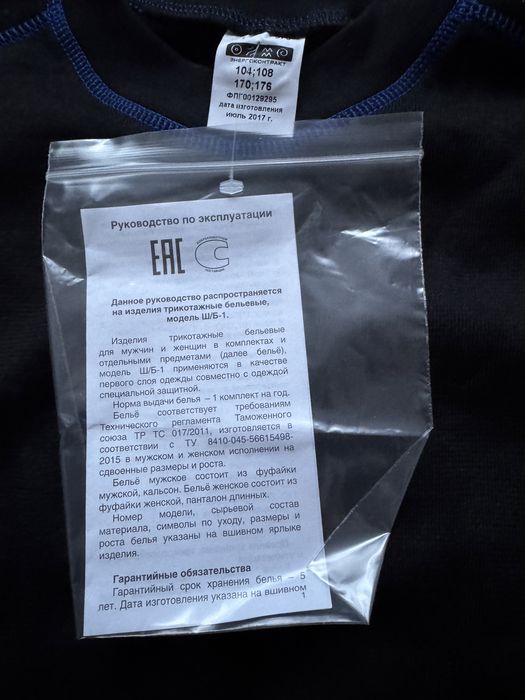 ЭНЕРГОКОНТРАКТ
104;108
170;176
ФПГ00129295
дата изготовления
июль 2017 г.
Руководство по эксплуатации
ЕАС
Данное руководство распространяется
на изделия трикотажные бельевые,
модель Ш/Б-1.
Изделия трикотажные бельевые
для мужчин и женщин в комплектах и
отдельными предметами (далее бельё),
модель Ш/Б-1 применяются в качестве
первого слоя одежды совместно с одеждой
специальной защитной.
Норма выдачи белья – 1 комплект на год.
Бельё соответствует требованиям
Технического регламента Таможенного
союза ТР ТС 017/2011, изготовляется в
соответствии с ТУ 8410-045-56615498-
2015 в мужском и женском исполнении на
сдвоенные размеры и роста.
Бельё мужское состоит из фуфайки
мужской, кальсон. Бельё женское состоит из
фуфайки женской, панталон длинных.
Номер модели, сырьевой состав
материала, символы по уходу, размеры и
роста белья указаны на вшивном ярлыке
изделия.
Гарантийные обязательства
Гарантийный срок хранения белья – 5
лет. Дата изготовления указана на вшивном
1